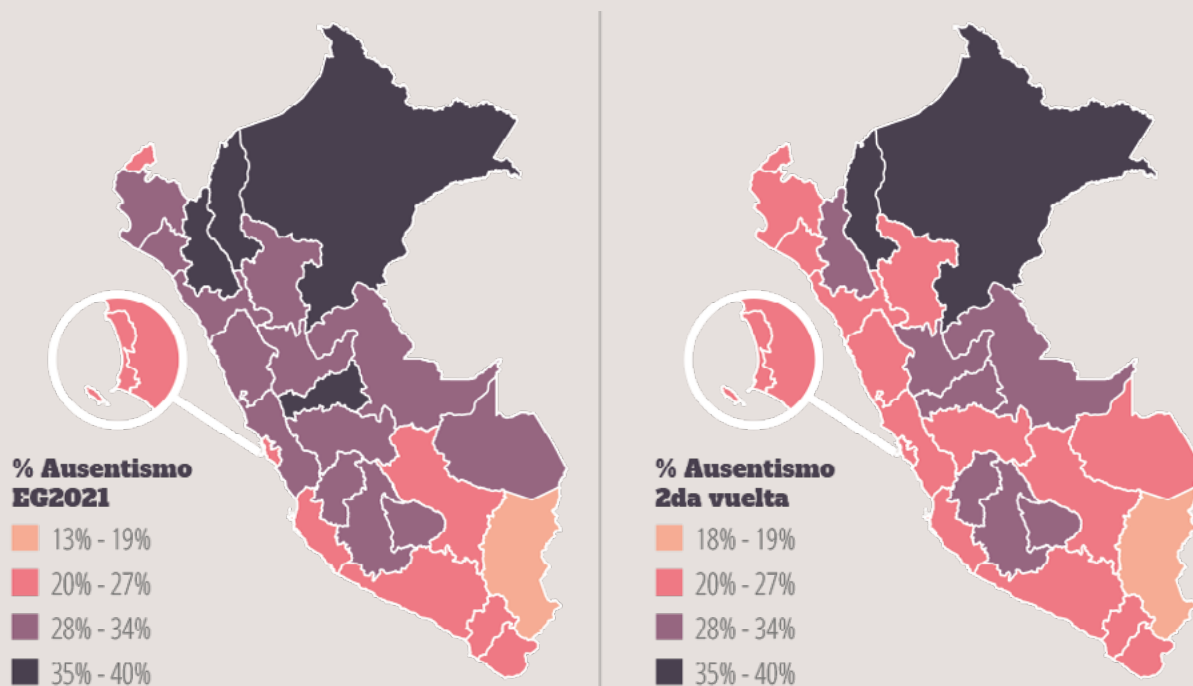 % Ausentismo
EG2021
13% - 19%
20% - 27%
28% - 34%
35% - 40%
% Ausentismo
2da vuelta
18% - 19%
20% - 27%
28% - 34%
35% - 40%